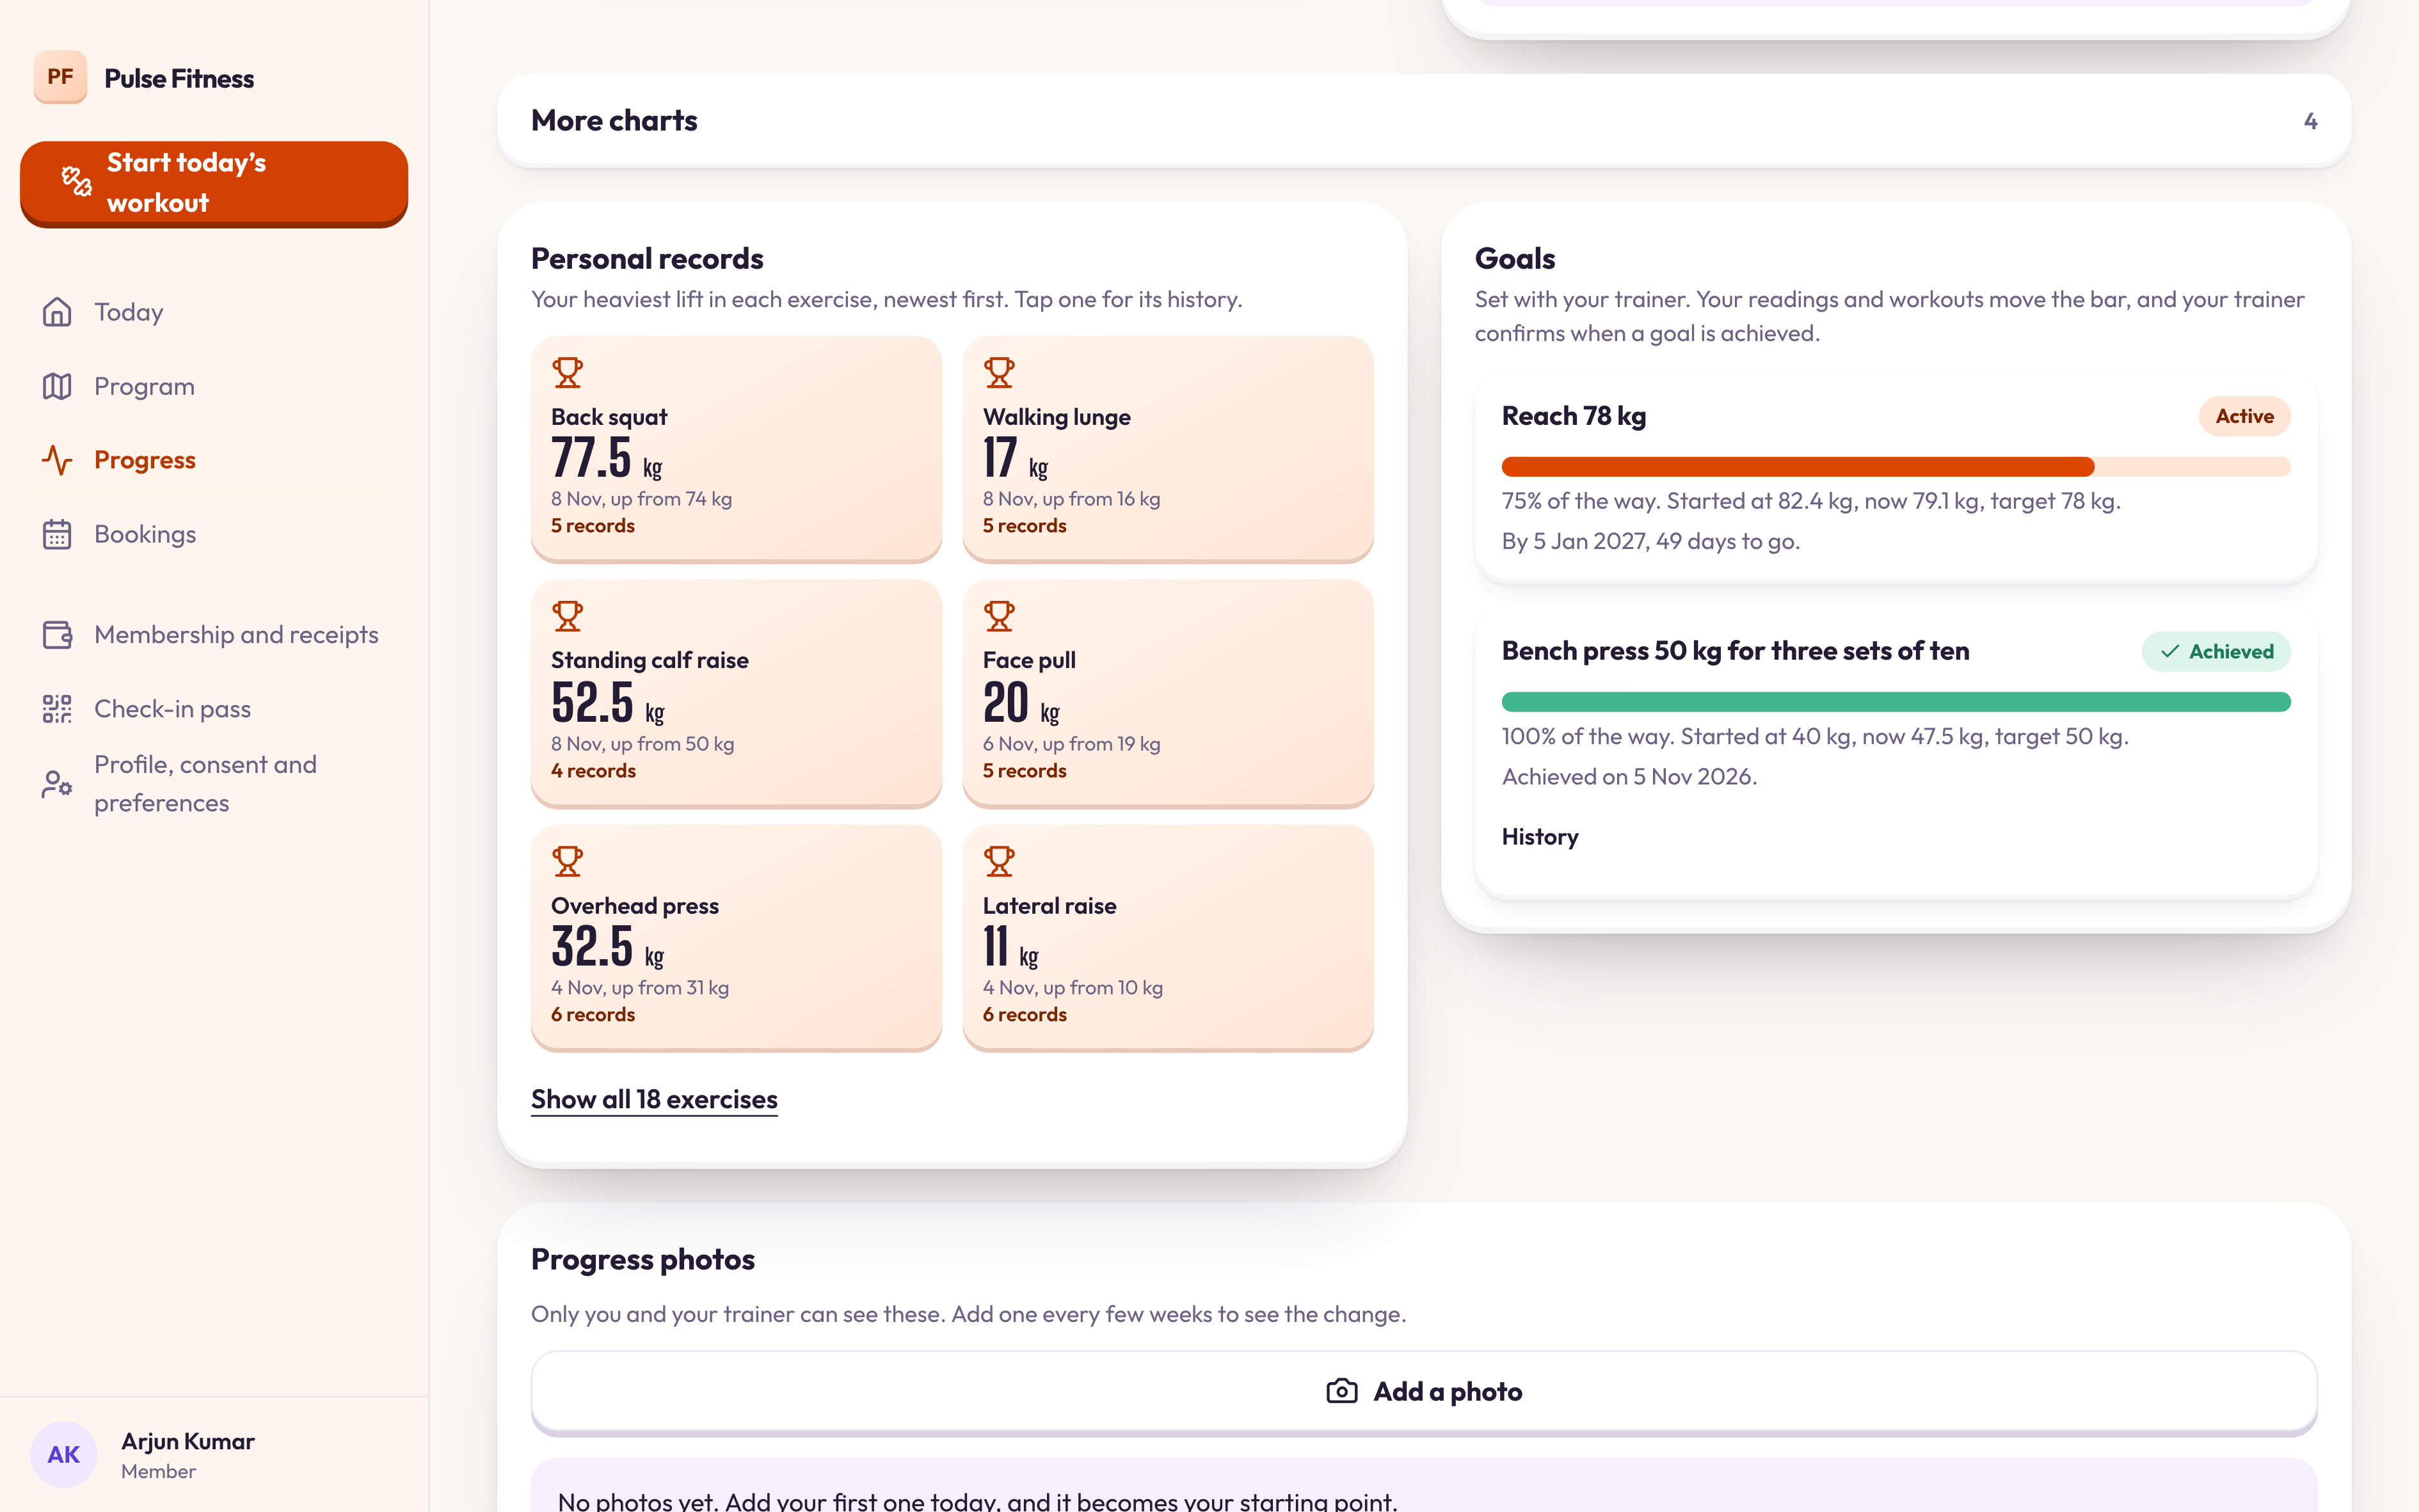 PF
Pulse Fitness
Start today's
workout
Today
Program
Progress
Bookings
Membership and receipts
Check-in pass
Profile, consent and
preferences
AK
Arjun Kumar
Member
More charts
4
Personal records
Your heaviest lift in each exercise, newest first. Tap one for its history.
Back squat
77.5 kg
8 Nov, up from 74 kg
5 records
Walking lunge
17 kg
8 Nov, up from 16 kg
5 records
Standing calf raise
52.5 kg
8 Nov, up from 50 kg
4 records
Face pull
20 kg
6 Nov, up from 19 kg
5 records
Overhead press
32.5 kg
4 Nov, up from 31 kg
6 records
Lateral raise
11 kg
4 Nov, up from 10 kg
6 records
Show all 18 exercises
Goals
Set with your trainer. Your readings and workouts move the bar, and your trainer
confirms when a goal is achieved.
Reach 78 kg
Active
75% of the way. Started at 82.4 kg, now 79.1 kg, target 78 kg.
By 5 Jan 2027, 49 days to go.
Bench press 50 kg for three sets of ten
Achieved
100% of the way. Started at 40 kg, now 47.5 kg, target 50 kg.
Achieved on 5 Nov 2026.
History
Progress photos
Only you and your trainer can see these. Add one every few weeks to see the change.
Add a photo
No photos yet. Add your first one today, and it becomes your starting point.